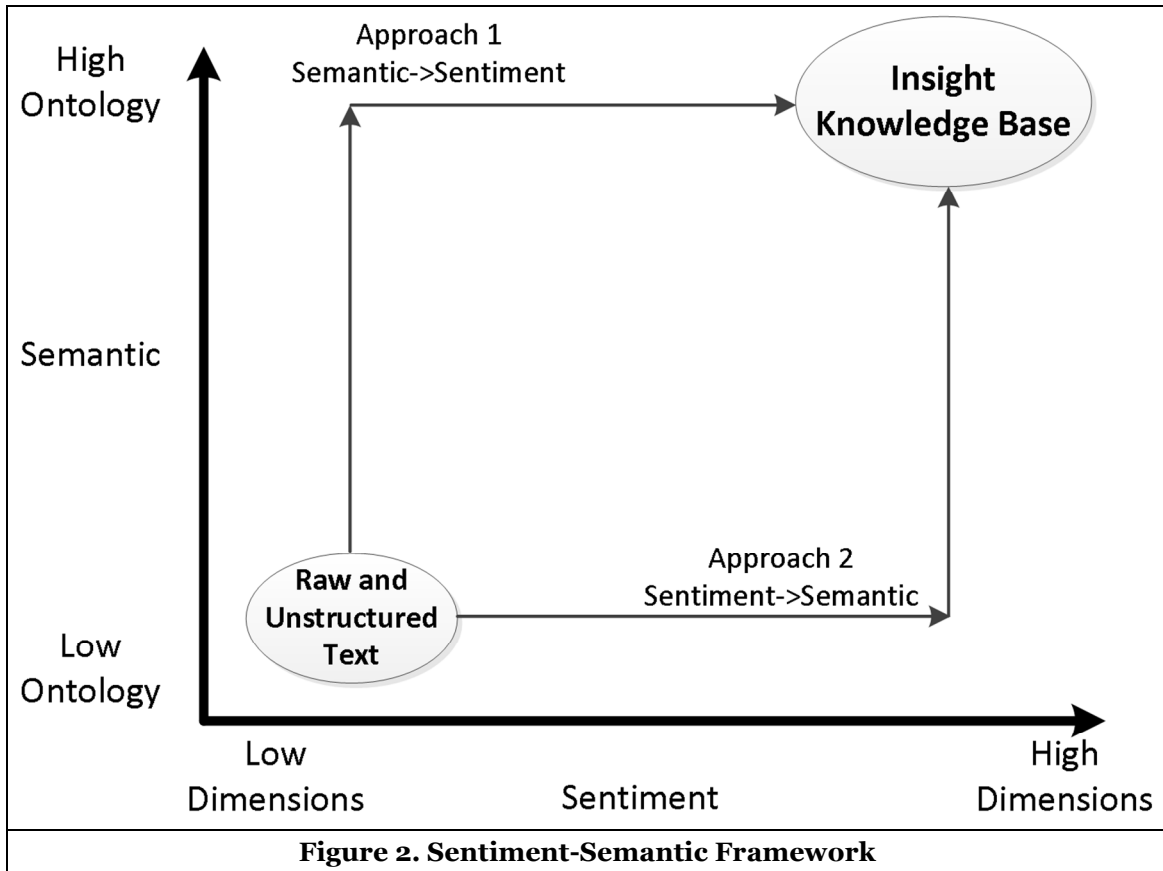 Approach 1
Semantic->Sentiment
High
Ontology
Insight
Knowledge Base
Semantic
Approach 2
Sentiment->Semantic
Raw and
Unstructured
Text
Low
Ontology
Low
Dimensions
Sentiment
High
Dimensions
Figure 2. Sentiment-Semantic Framework